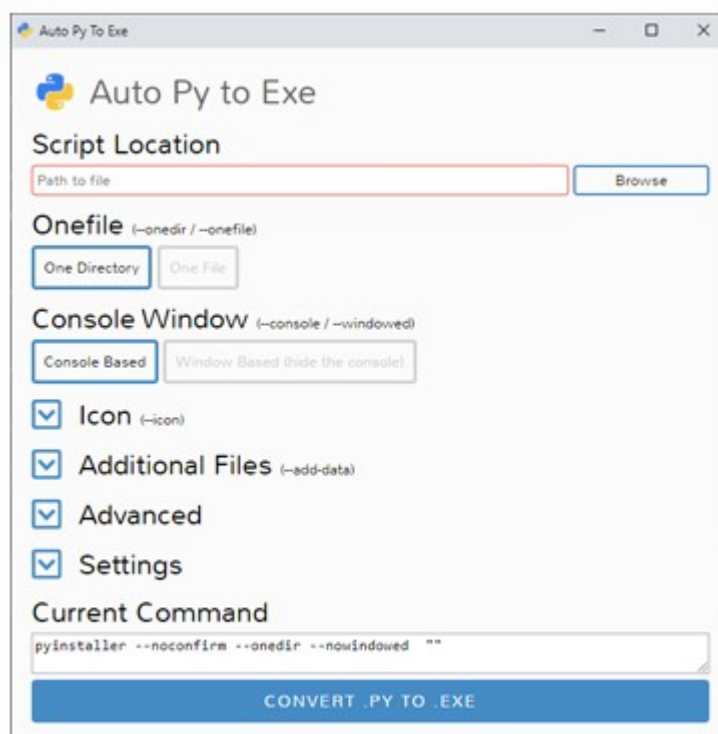 Auto Py To Exe
Auto Py to Exe
Script Location
Path to file
Browse
Onefile (--onedir / --onefile)
One Directory
One File
Console Window (--console / --windowed)
Console Based
Window Based (hide the console)
Icon (--icon)
Additional Files (--add-data)
Advanced
Settings
Current Command
pyinstaller --noconfirm --onedir --nowindowed  ""
CONVERT .PY TO .EXE